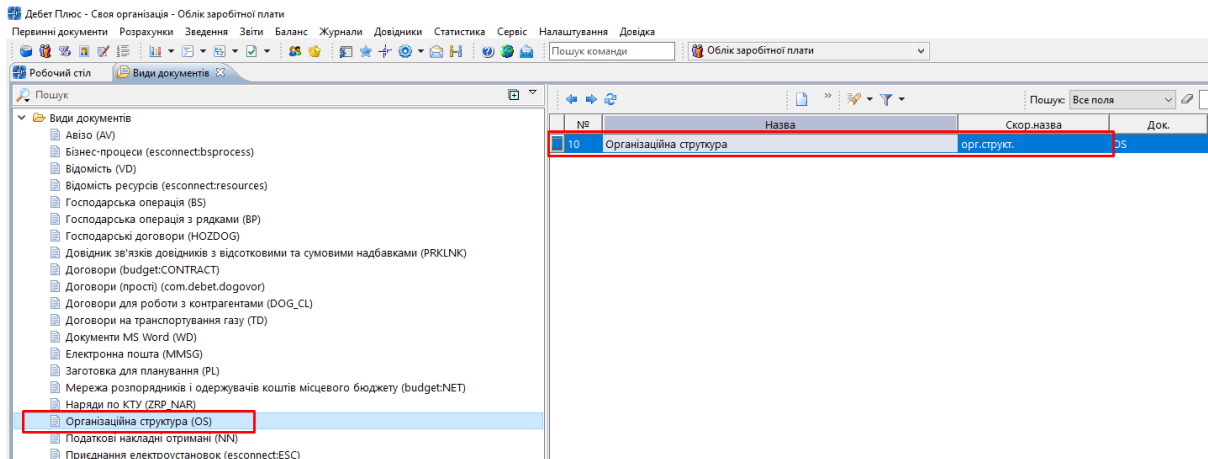 Дебет Плюс - Своя організація - Облік заробітної плати
Первинні документи Розрахунки Зведення Звіти Баланс Журнали Довідники Статистика Сервіс Налаштування Довідка
Пошук команди Облік заробітної плати
Робочий стіл Види документів
Пошук
Пошук: Все поля
Види документів
Авізо (AV)
Бізнес-процеси (esconnect:bsprocess)
Відомість (VD)
Відомість ресурсів (esconnect:resources)
Господарська операція (BS)
Господарська операція з рядками (BP)
Господарські договори (HOZDOG)
Довідник зв'язків довідників з відсотковими та сумовими надбавками (PRKLNK)
Договори (budget:CONTRACT)
Договори (прості) (com.debet.dogovor)
Договори для роботи з контрагентами (DOG_CL)
Договори на транспортування газу (TD)
Документи MS Word (WD)
Електронна пошта (MMSG)
Заготовка для планування (PL)
Мережа розпорядників і одержувачів коштів місцевого бюджету (budget:NET)
Наряди по КТУ (ZRP_NAR)
Організаційна структура (OS)
Податкові накладні отримані (NN)
Приєднання електроустановок (esconnect:ESC)
№ Назва Скор.назва Док.
10 Організаційна струткура орг.структ. OS